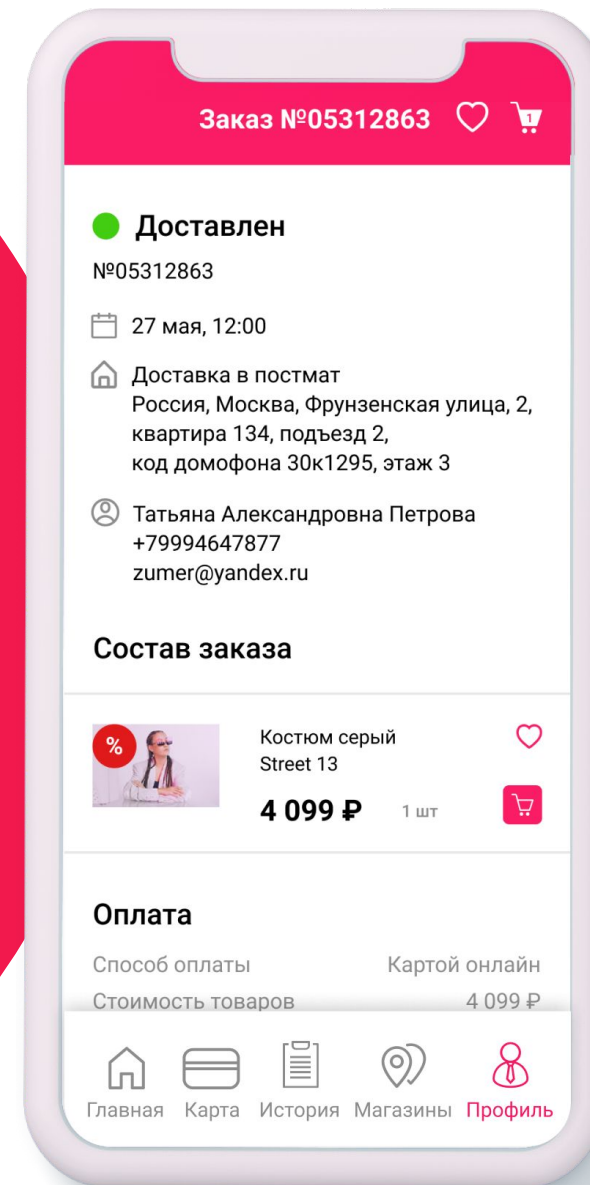 Заказ №05312863
1
Доставлен
№05312863
27 мая, 12:00
Доставка в постмат
Россия, Москва, Фрунзенская улица, 2,
квартира 134, подъезд 2,
код домофона 30к1295, этаж 3
Татьяна Александровна Петрова
+79994647877
zumer@yandex.ru
Состав заказа
%
Костюм серый
Street 13
4 099 ₽ 1 шт
Оплата
Способ оплаты Картой онлайн
Стоимость товаров 4 099 ₽
Главная Карта История Магазины Профиль